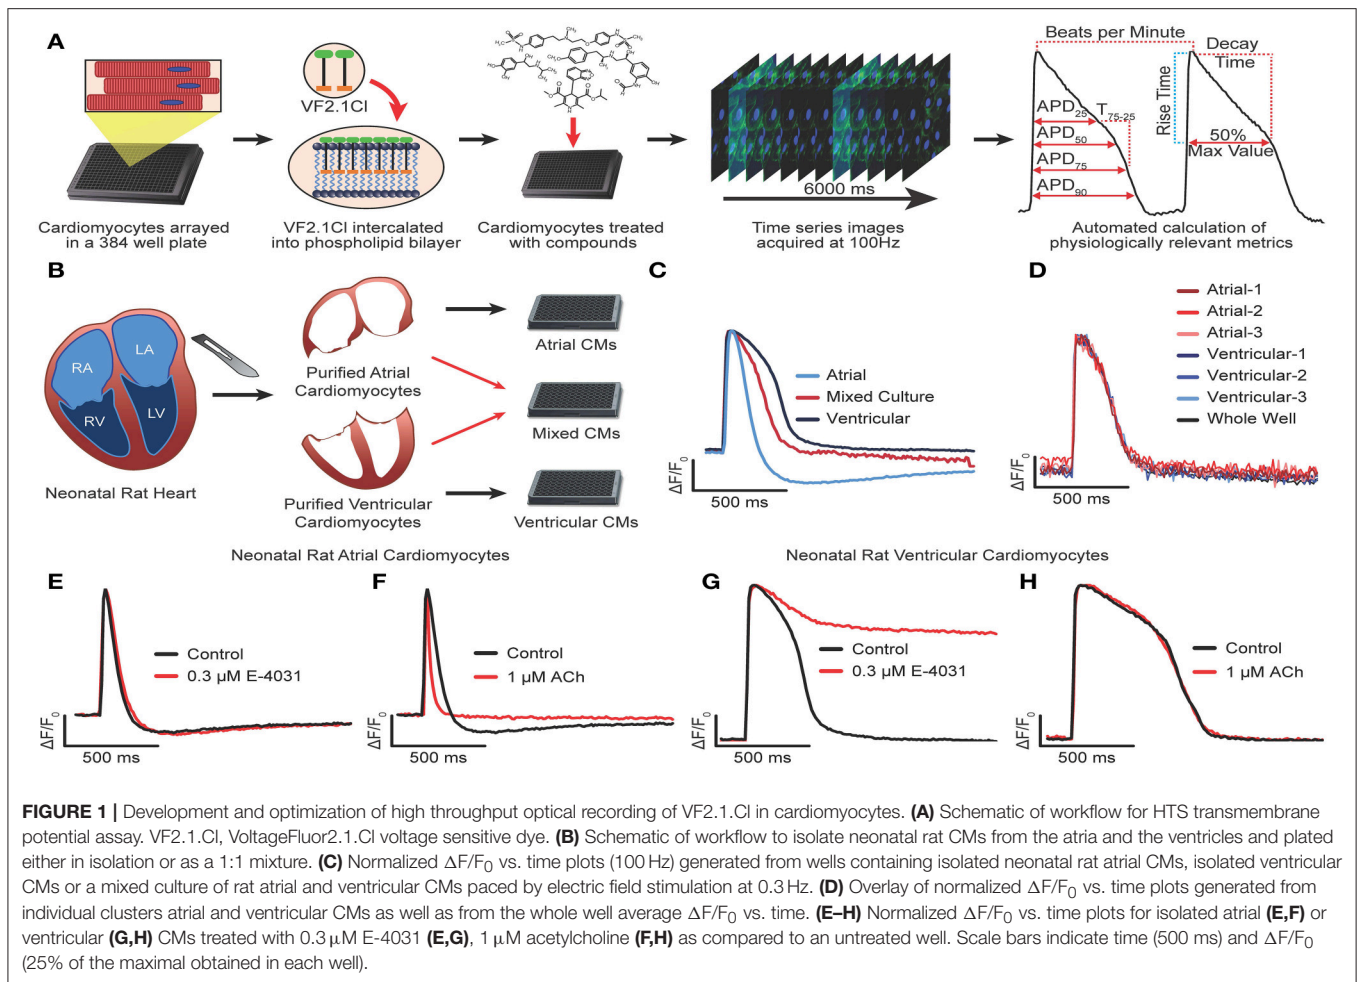 A
VF2.1Cl
Cardiomyocytes arrayed
in a 384 well plate
VF2.1Cl intercalated
into phospholipid bilayer
Cardiomyocytes treated
with compounds
6000 ms
Time series images
acquired at 100Hz
Beats per Minute
Decay
Time
Rise Time
APD25
T75-25
APD50
APD75
APD90
50%
Max Value
Automated calculation of
physiologically relevant metrics
B
RA
LA
RV
LV
Neonatal Rat Heart
Purified Atrial
Cardiomyocytes
Purified Ventricular
Cardiomyocytes
Atrial CMs
Mixed CMs
Ventricular CMs
C
Atrial
Mixed Culture
Ventricular
ΔF/F0
500 ms
D
Atrial-1
Atrial-2
Atrial-3
Ventricular-1
Ventricular-2
Ventricular-3
Whole Well
ΔF/F0
500 ms
Neonatal Rat Atrial Cardiomyocytes
Neonatal Rat Ventricular Cardiomyocytes
E
Control
0.3 µM E-4031
ΔF/F0
500 ms
F
Control
1 µM ACh
ΔF/F0
500 ms
G
Control
0.3 µM E-4031
ΔF/F0
500 ms
H
Control
1 µM ACh
ΔF/F0
500 ms
FIGURE 1 | Development and optimization of high throughput optical recording of VF2.1.Cl in cardiomyocytes. (A) Schematic of workflow for HTS transmembrane
potential assay. VF2.1.Cl, VoltageFluor2.1.Cl voltage sensitive dye. (B) Schematic of workflow to isolate neonatal rat CMs from the atria and the ventricles and plated
either in isolation or as a 1:1 mixture. (C) Normalized ΔF/F0 vs. time plots (100 Hz) generated from wells containing isolated neonatal rat atrial CMs, isolated ventricular
CMs or a mixed culture of rat atrial and ventricular CMs paced by electric field stimulation at 0.3 Hz. (D) Overlay of normalized ΔF/F0 vs. time plots generated from
individual clusters atrial and ventricular CMs as well as from the whole well average ΔF/F0 vs. time. (E–H) Normalized ΔF/F0 vs. time plots for isolated atrial (E,F) or
ventricular (G,H) CMs treated with 0.3 µM E-4031 (E,G), 1 µM acetylcholine (F,H) as compared to an untreated well. Scale bars indicate time (500 ms) and ΔF/F0
(25% of the maximal obtained in each well).